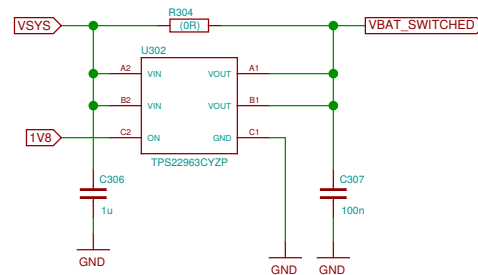 R304
VSYS
(0R)
VBAT_SWITCHED
U302
A2
VIN
VOUT
A1
B2
VIN
VOUT
B1
1V8
C2
ON
GND
C1
TPS22963CYZP
C306
1u
C307
100n
GND
GND
GND